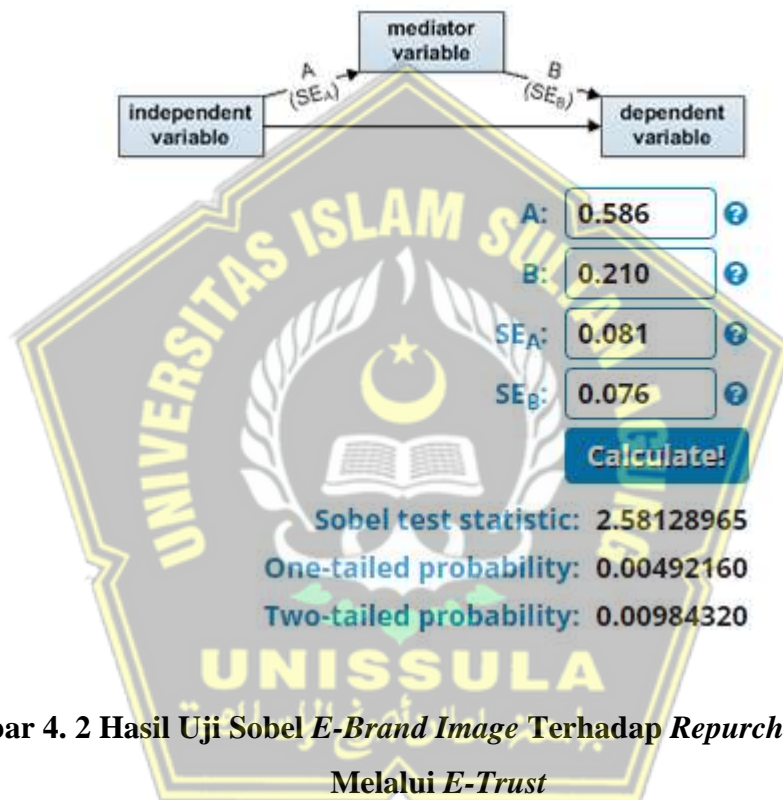 mediator
variable
A
(SEA)
B
(SEB)
independent
variable
dependent
variable
UNIVERSITAS ISLAM SULTAN AGUNG
A: 0.586
B: 0.210
SEA: 0.081
SEB: 0.076
Calculate!
Sobel test statistic: 2.58128965
One-tailed probability: 0.00492160
Two-tailed probability: 0.00984320
UNISSULA
4. 2 Hasil Uji Sobel E-Brand Image Terhadap
Melalui E-Trust